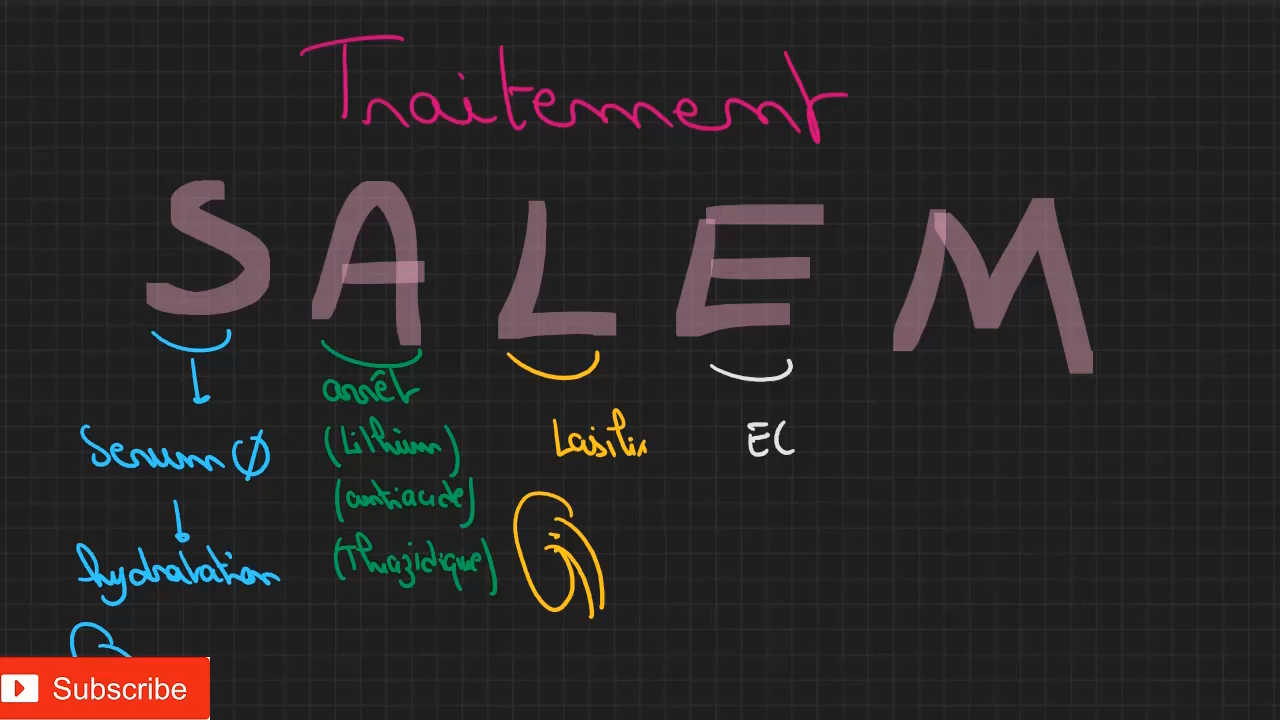 Traitement
SALEM
Serum Ø
hydratation
arrêt
(Lithium)
(antiacide)
(Thiazidique)
Lasilix
EC
Subscribe